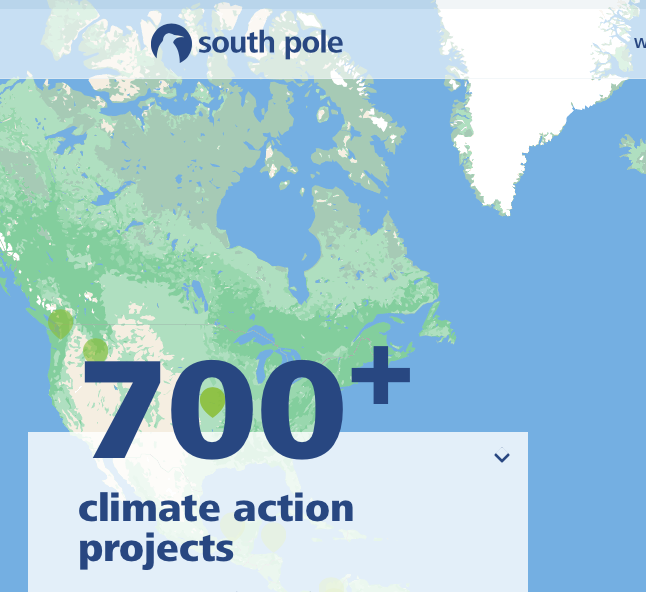 south pole
w
700+
climate action
projects